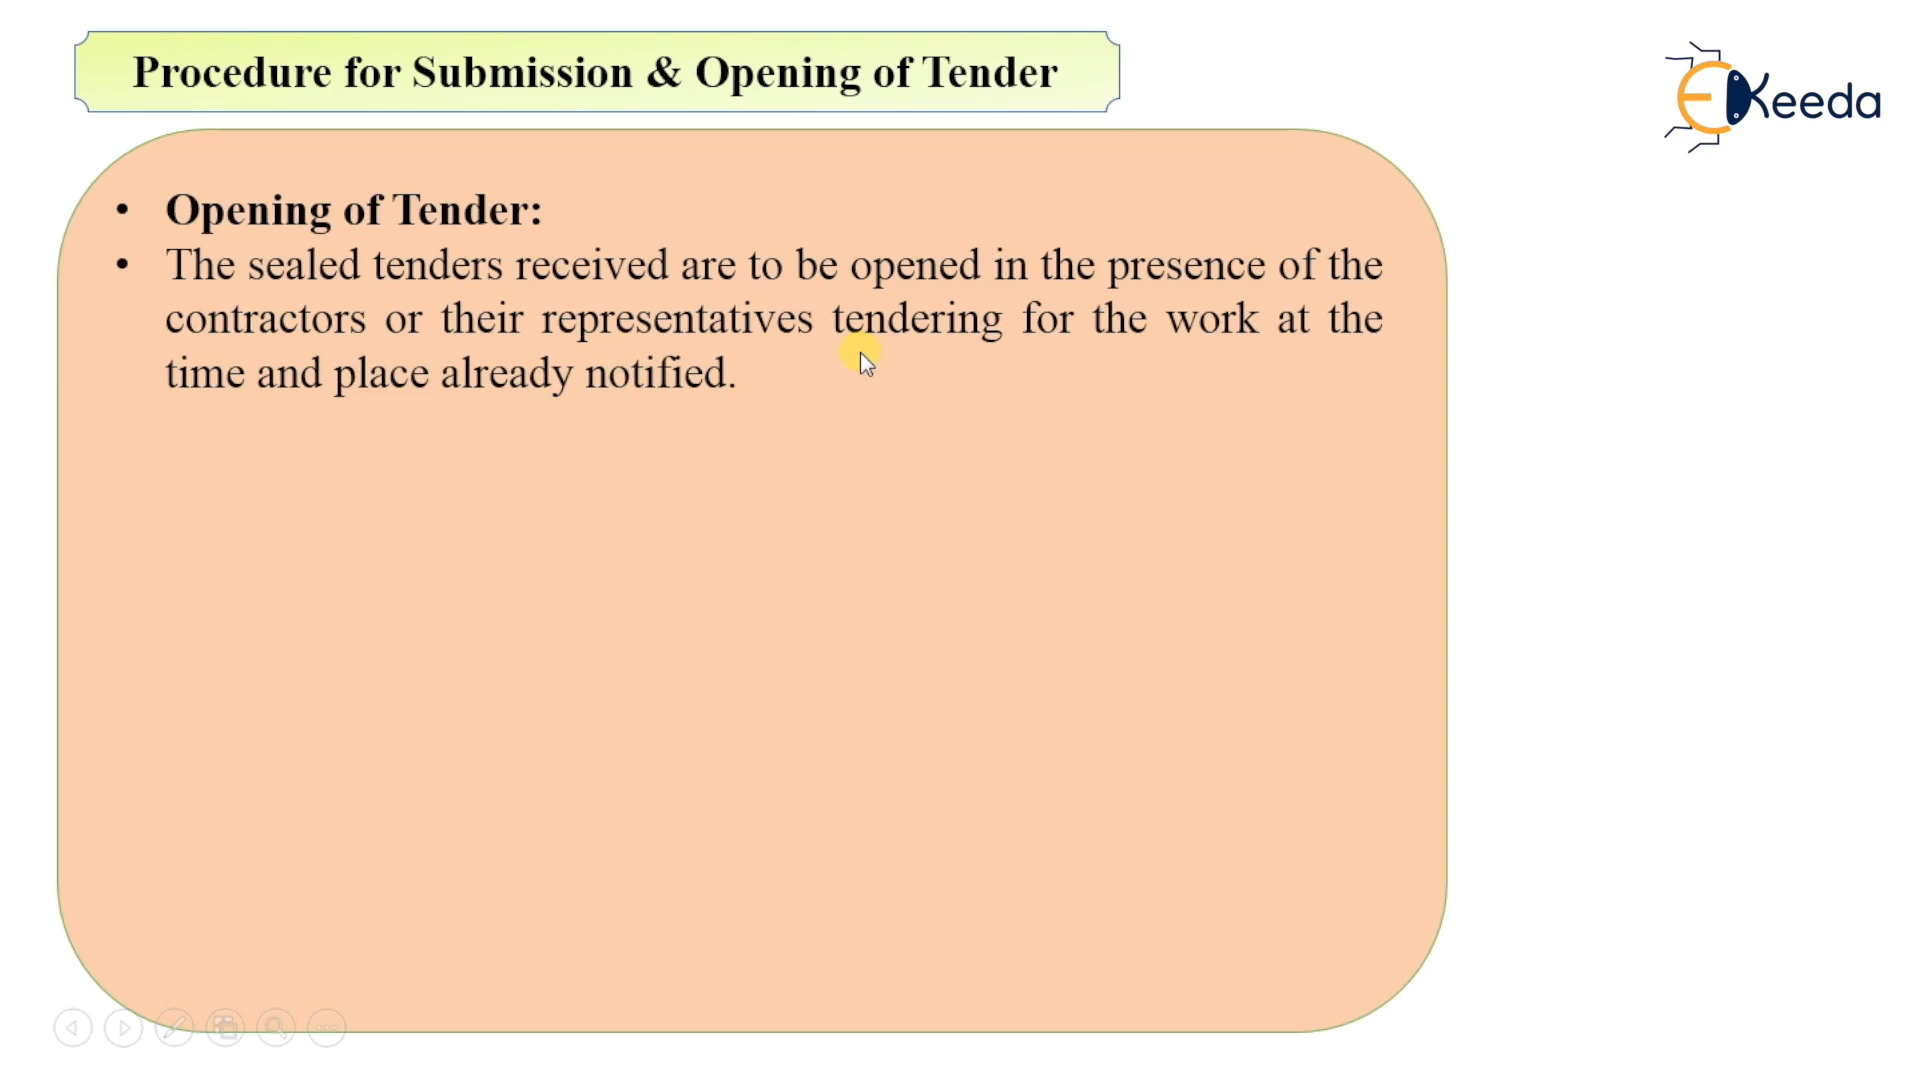 Procedure for Submission & Opening of Tender
EKeeda
• Opening of Tender:
• The sealed tenders received are to be opened in the presence of the
contractors or their representatives tendering for the work at the
time and place already notified.